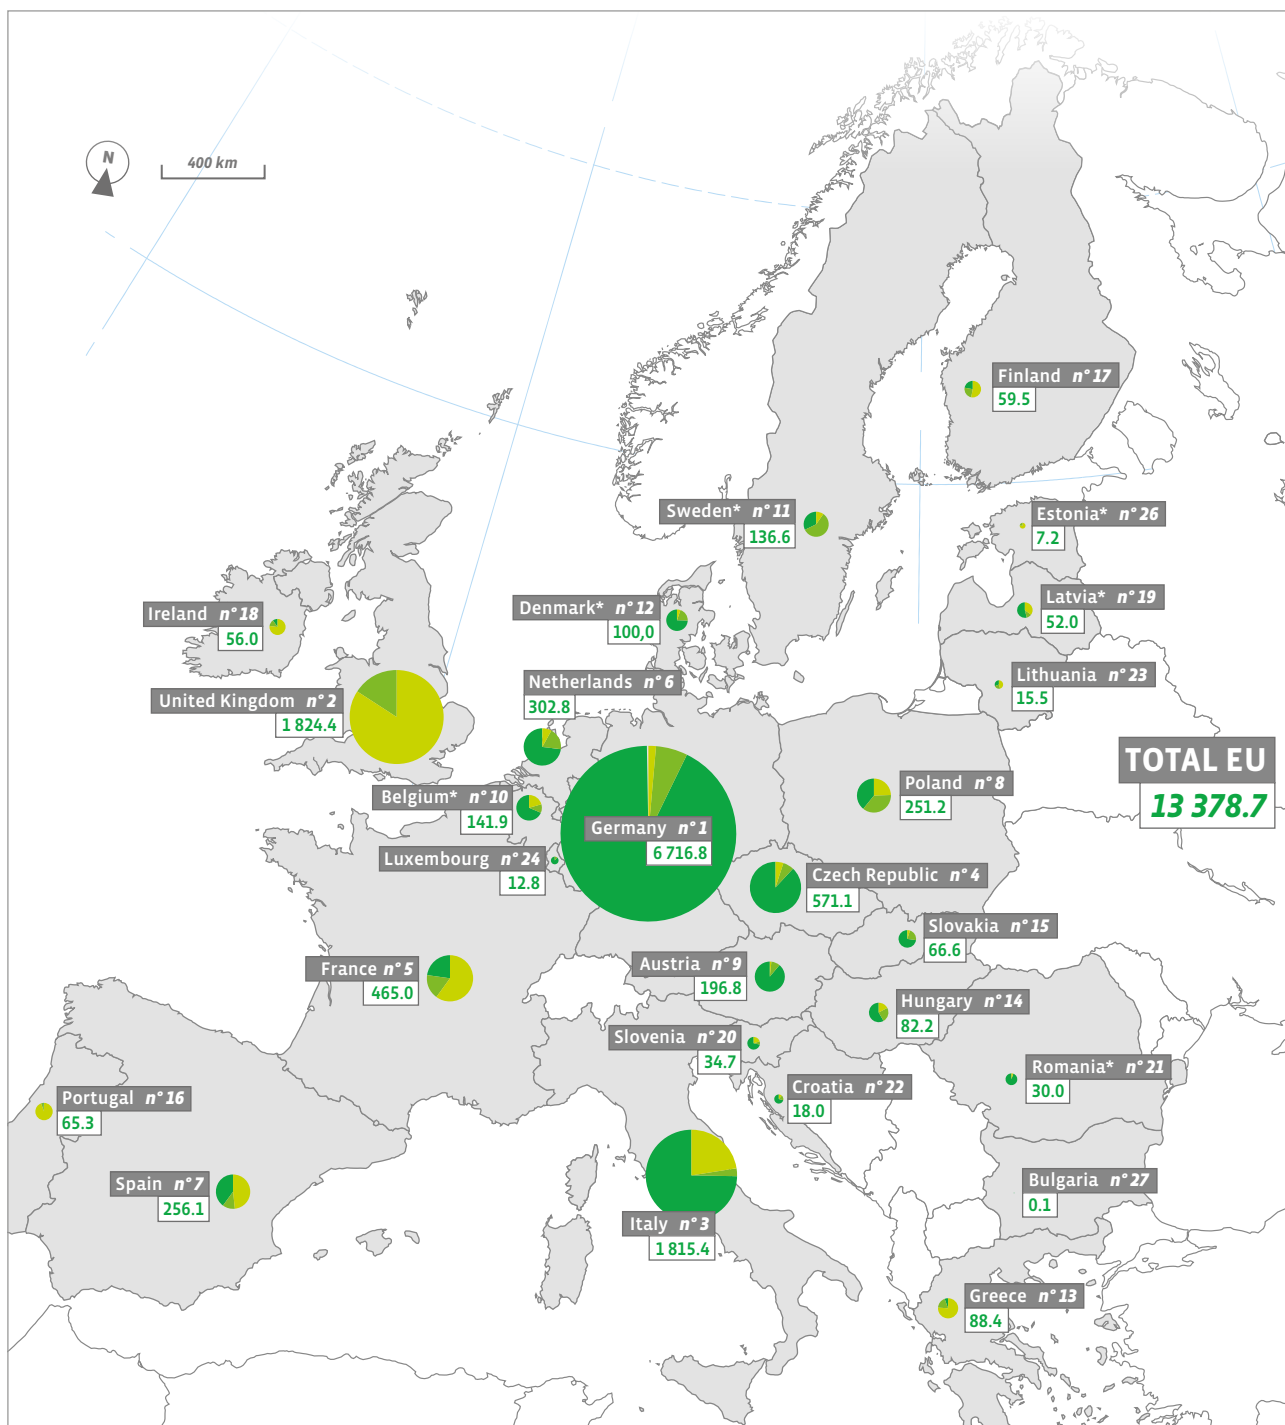 N
400 km
Finland n° 17
59.5
Sweden* n° 11
136.6
Estonia* n° 26
7.2
Ireland n° 18
56.0
Denmark* n° 12
100,0
Latvia* n° 19
52.0
United Kingdom n° 2
1 824.4
Netherlands n° 6
302.8
Lithuania n° 23
15.5
TOTAL EU
13 378.7
Belgium* n° 10
141.9
Germany n° 1
6 716.8
Poland n° 8
251.2
Luxembourg n° 24
12.8
Czech Republic n° 4
571.1
Slovakia n° 15
66.6
France n° 5
465.0
Austria n° 9
196.8
Hungary n° 14
82.2
Slovenia n° 20
34.7
Romania* n° 21
30.0
Portugal n° 16
65.3
Croatia n° 22
18.0
Spain n° 7
256.1
Italy n° 3
1 815.4
Bulgaria n° 27
0.1
Greece n° 13
88.4